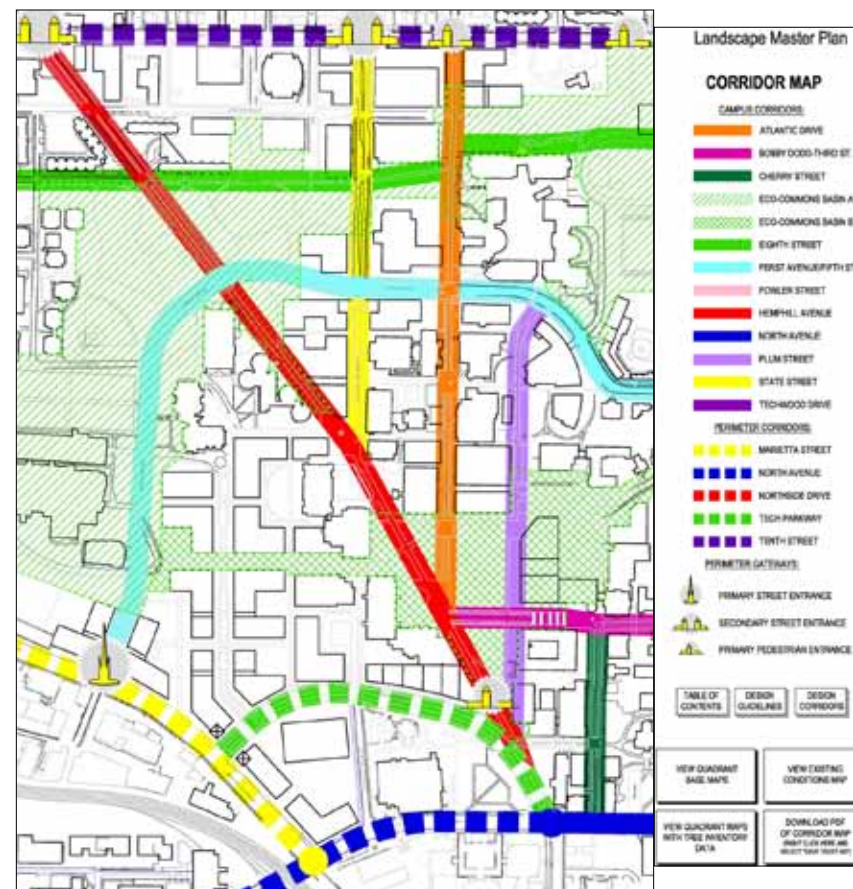 Landscape Master Plan
CORRIDOR MAP
CAMPUS CORRIDORS:
ATLANTIC DRIVE
BOBBY DODD-THIRD ST.
CHERRY STREET
ECO-COMMONS BASIN A
ECO-COMMONS BASIN B
EIGHTH STREET
FERST AVENUE/FIFTH ST
FOWLER STREET
HEMPHILL AVENUE
NORTH AVENUE
PLUM STREET
STATE STREET
TECHWOOD DRIVE
PERIMETER CORRIDORS:
MARIETTA STREET
NORTH AVENUE
NORTHSIDE DRIVE
TECH PARKWAY
TENTH STREET
PERIMETER GATEWAYS:
PRIMARY STREET ENTRANCE
SECONDARY STREET ENTRANCE
PRIMARY PEDESTRIAN ENTRANCE
TABLE OF
CONTENTS
DESIGN
GUIDELINES
DESIGN
CORRIDORS
VIEW QUADRANT
BASE MAPS
VIEW EXISTING
CONDITIONS MAP
VIEW QUADRANT MAPS
WITH TREE INVENTORY
DATA
DOWNLOAD PDF
OF CORRIDOR MAP